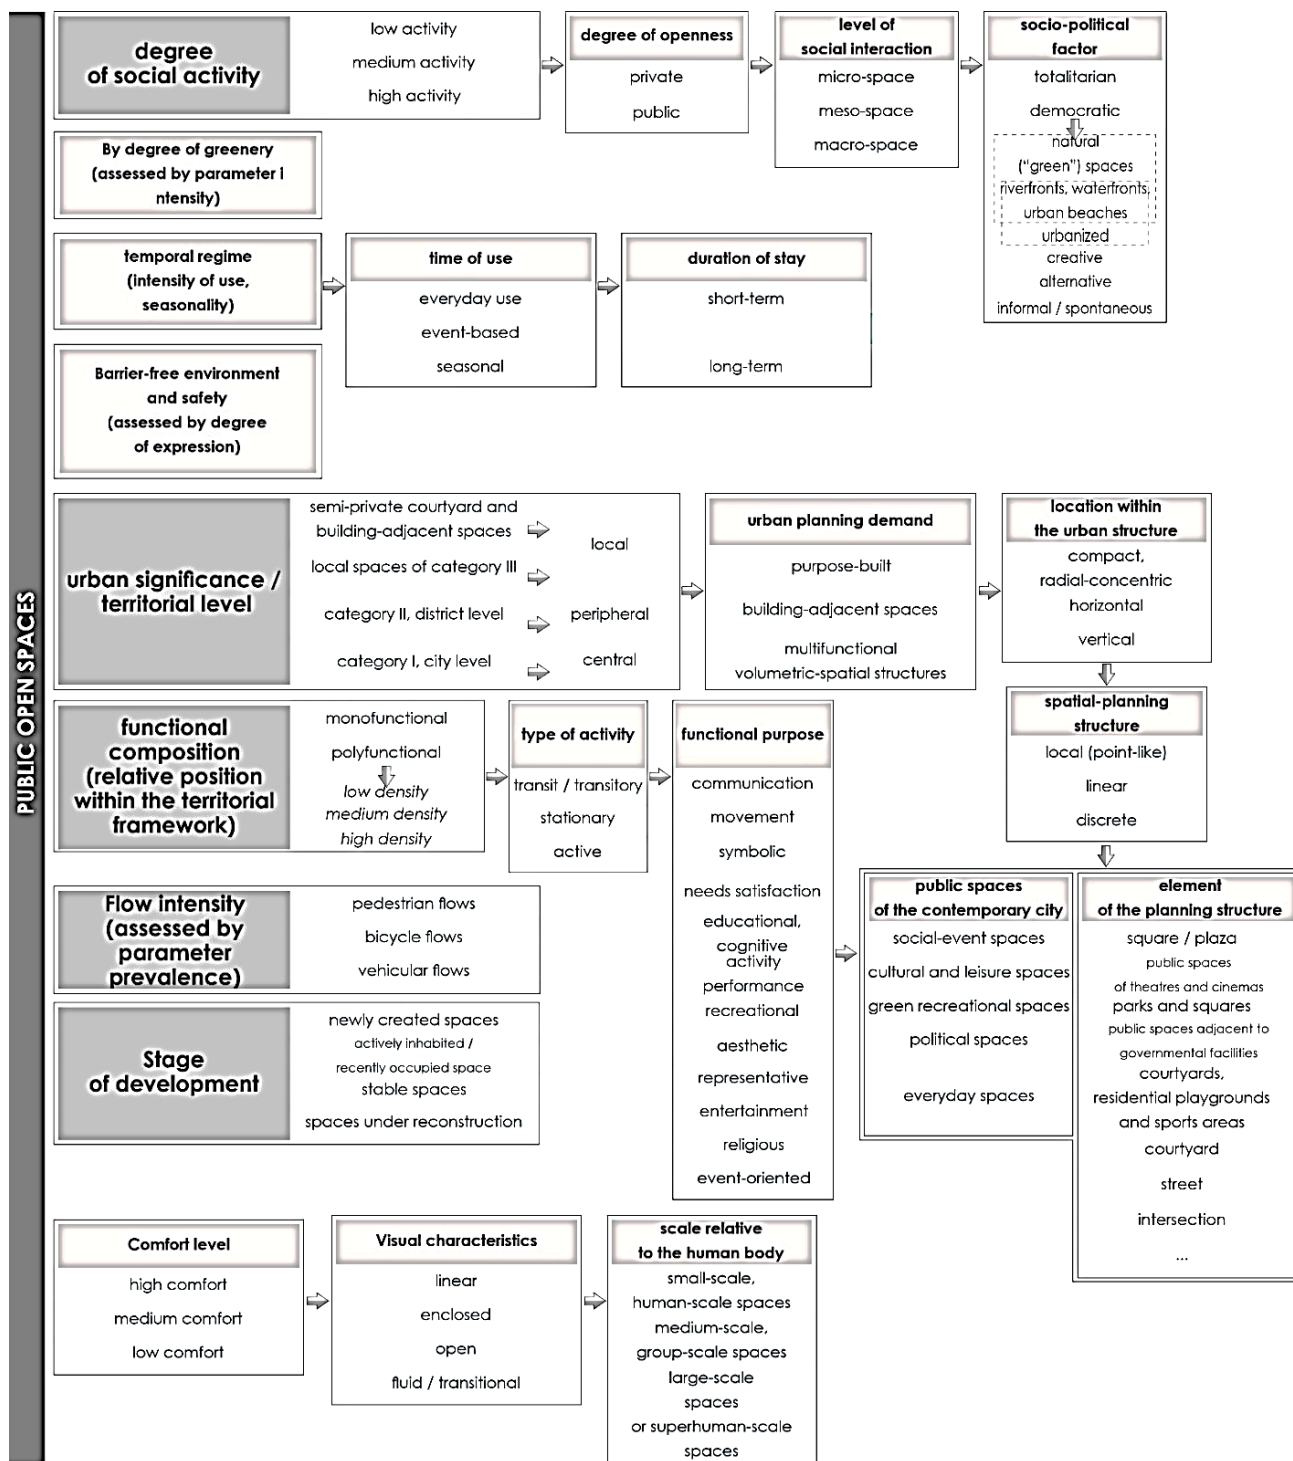 PUBLIC OPEN SPACES
degree
of social activity
low activity
medium activity
high activity
degree of openness
private
public
level of
social interaction
micro-space
meso-space
macro-space
socio-political
factor
totalitarian
democratic
natural
("green") spaces
riverfronts, waterfronts,
urban beaches
urbanized
creative
alternative
informal / spontaneous
By degree of greenery
(assessed by parameter i
ntensity)
temporal regime
(intensity of use,
seasonality)
time of use
everyday use
event-based
seasonal
duration of stay
short-term
long-term
Barrier-free environment
and safety
(assessed by degree
of expression)
urban significance /
territorial level
semi-private courtyard and
building-adjacent spaces
local spaces of category III
category II, district level
category I, city level
local
peripheral
central
urban planning demand
purpose-built
building-adjacent spaces
multifunctional
volumetric-spatial structures
location within
the urban structure
compact,
radial-concentric
horizontal
vertical
spatial-planning
structure
local (point-like)
linear
discrete
functional
composition
(relative position
within the territorial
framework)
monofunctional
polyfunctional
low density
medium density
high density
type of activity
transit / transitory
stationary
active
functional purpose
communication
movement
symbolic
needs satisfaction
educational,
cognitive
activity
performance
recreational
aesthetic
representative
entertainment
religious
event-oriented
public spaces
of the contemporary city
social-event spaces
cultural and leisure spaces
green recreational spaces
political spaces
everyday spaces
element
of the planning structure
square / plaza
public spaces
of theatres and cinemas
parks and squares
public spaces adjacent to
governmental facilities
courtyards,
residential playgrounds
and sports areas
courtyard
street
intersection
...
Flow intensity
(assessed by
parameter
prevalence)
pedestrian flows
bicycle flows
vehicular flows
Stage
of development
newly created spaces
actively inhabited /
recently occupied space
stable spaces
spaces under reconstruction
Comfort level
high comfort
medium comfort
low comfort
Visual characteristics
linear
enclosed
open
fluid / transitional
scale relative
to the human body
small-scale,
human-scale spaces
medium-scale,
group-scale spaces
large-scale
spaces
or superhuman-scale
spaces